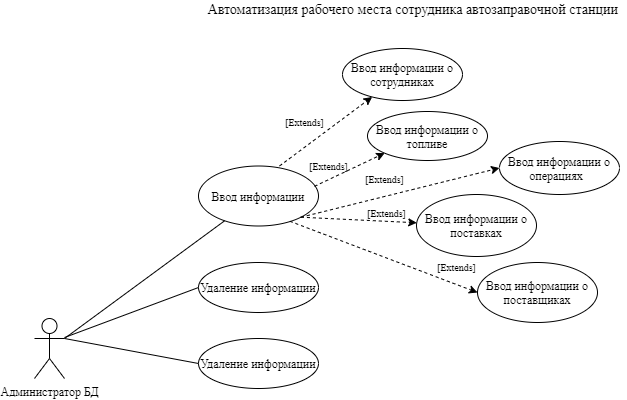 Автоматизация рабочего места сотрудника автозаправочной станции
Ввод информации о
сотрудниках
[Extends]
Ввод информации о
топливе
[Extends]
Ввод информации о
операциях
[Extends]
Ввод информации
Ввод информации о
поставках
[Extends]
[Extends]
Ввод информации о
поставщиках
Удаление информации
Удаление информации
Администратор БД